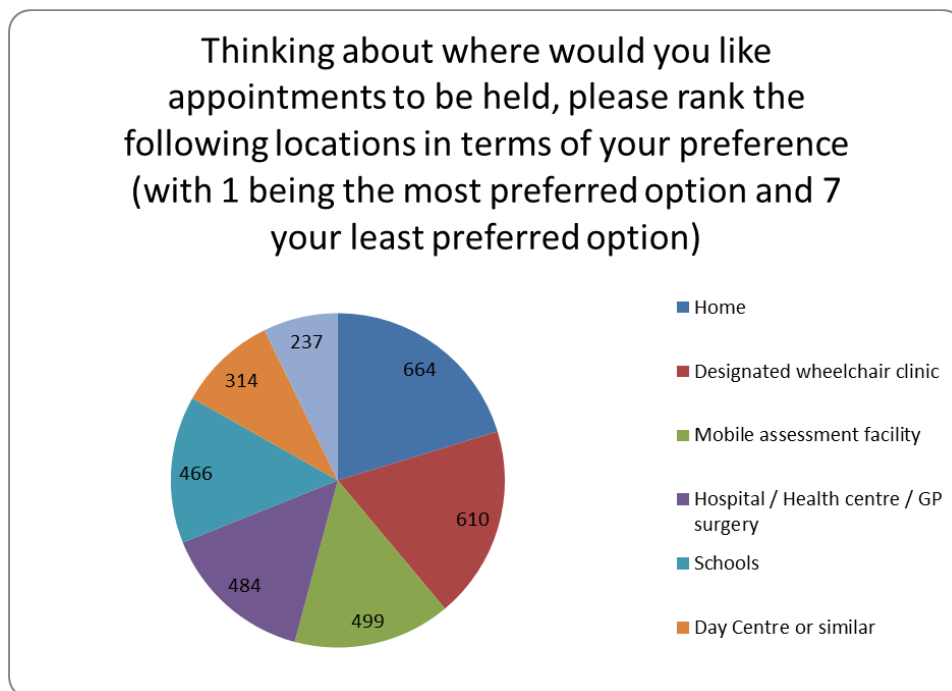 Thinking about where would you like
appointments to be held, please rank the
following locations in terms of your preference
(with 1 being the most preferred option and 7
your least preferred option)
237
664
314
466
610
484
499
Home
Designated wheelchair clinic
Mobile assessment facility
Hospital / Health centre / GP
surgery
Schools
Day Centre or similar